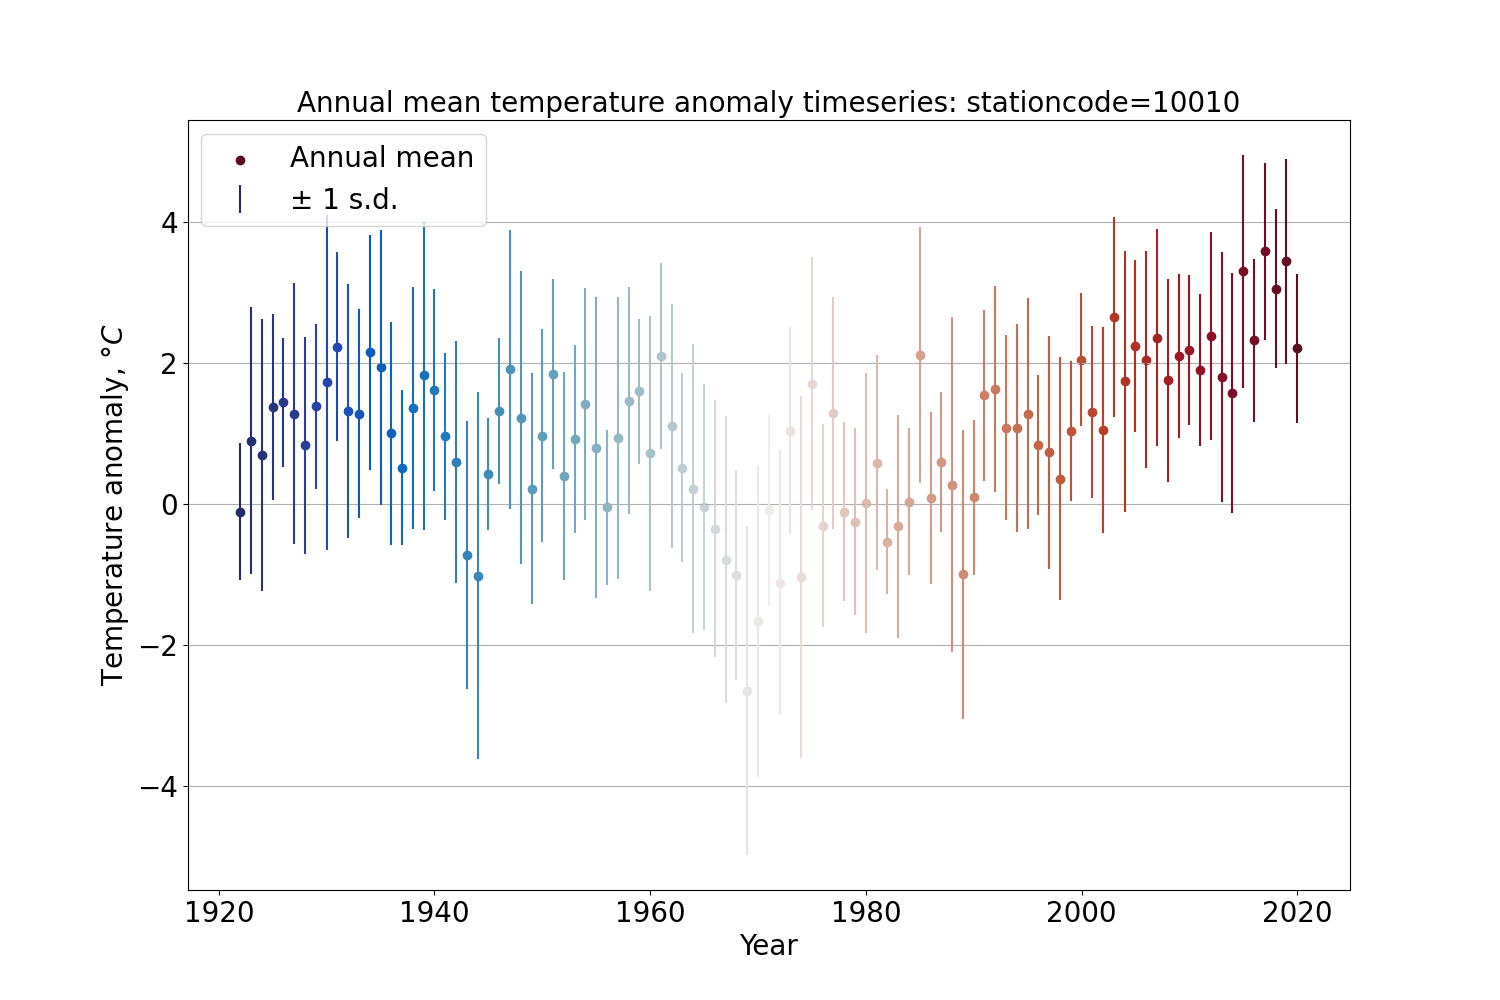 Annual mean temperature anomaly timeseries: stationcode=10010
Annual mean
± 1 s.d.
Temperature anomaly, °C
4
2
0
−2
−4
1920 1940 1960 1980 2000 2020
Year